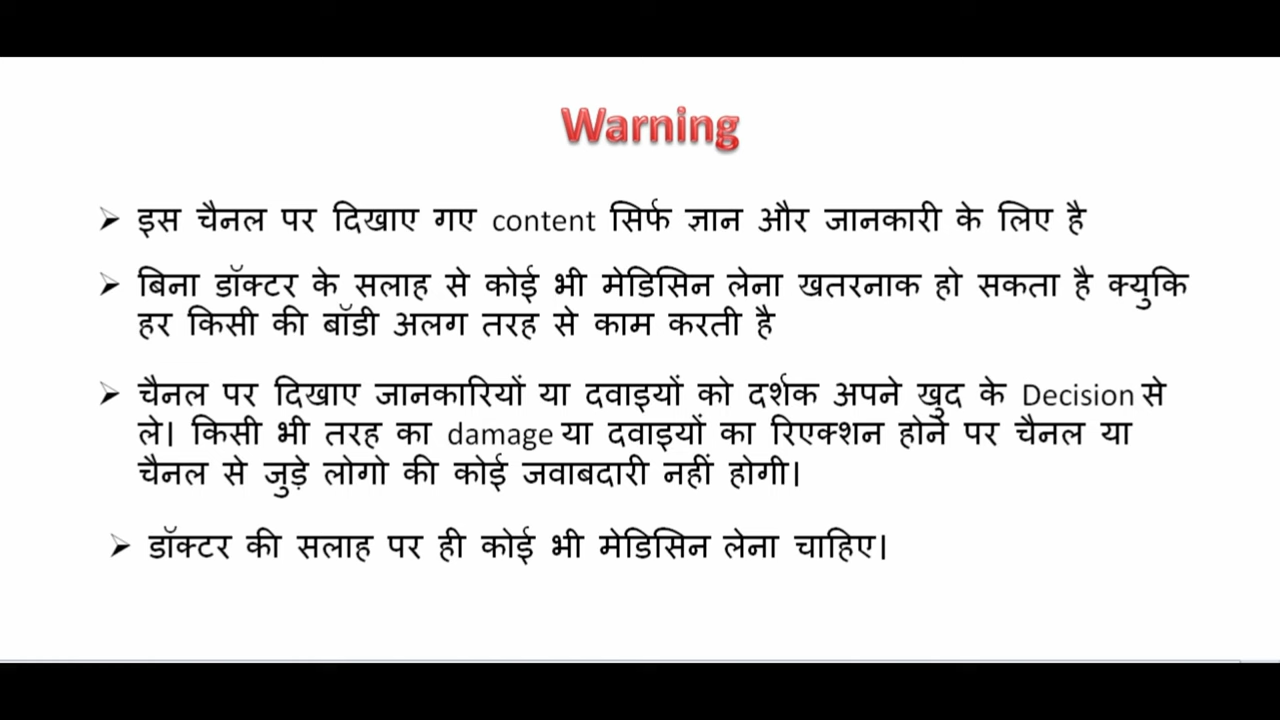 Warning
➢ इस चैनल पर दिखाए गए content सिर्फ ज्ञान और जानकारी के लिए है
➢ बिना डॉक्टर के सलाह से कोई भी मेडिसिन लेना खतरनाक हो सकता है क्युकि
हर किसी की बॉडी अलग तरह से काम करती है
➢ चैनल पर दिखाए जानकारियों या दवाइयों को दर्शक अपने खुद के Decision से
ले। किसी भी तरह का damage या दवाइयों का रिएक्शन होने पर चैनल या
चैनल से जुड़े लोगो की कोई जवाबदारी नहीं होगी।
➢ डॉक्टर की सलाह पर ही कोई भी मेडिसिन लेना चाहिए।